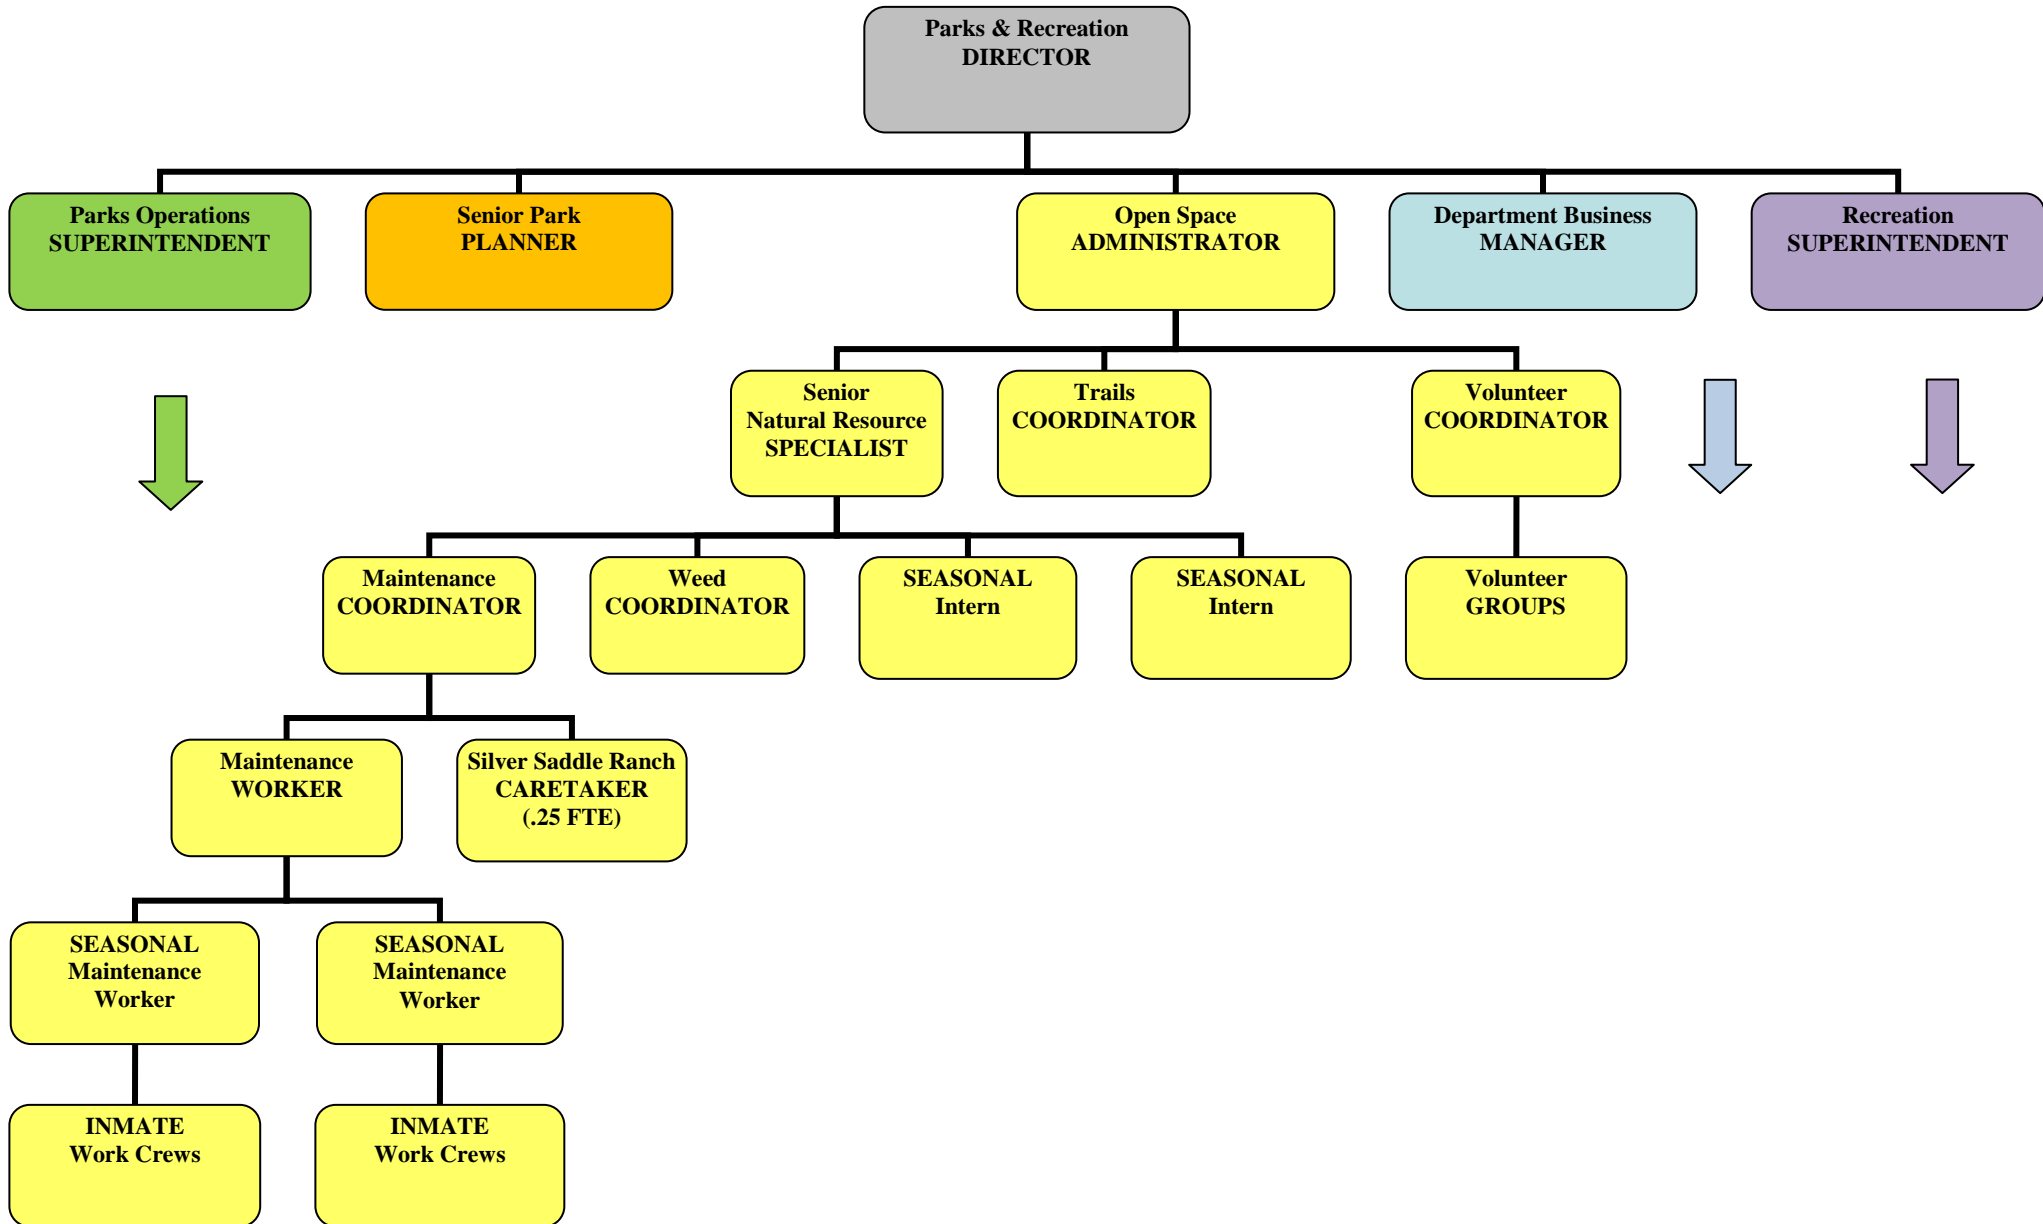 Parks & Recreation
DIRECTOR
Parks Operations
SUPERINTENDENT
Senior Park
PLANNER
Open Space
ADMINISTRATOR
Department Business
MANAGER
Recreation
SUPERINTENDENT
Senior
Natural Resource
SPECIALIST
Trails
COORDINATOR
Volunteer
COORDINATOR
Maintenance
COORDINATOR
Weed
COORDINATOR
SEASONAL
Intern
SEASONAL
Intern
Volunteer
GROUPS
Maintenance
WORKER
Silver Saddle Ranch
CARETAKER
(.25 FTE)
SEASONAL
Maintenance
Worker
SEASONAL
Maintenance
Worker
INMATE
Work Crews
INMATE
Work Crews